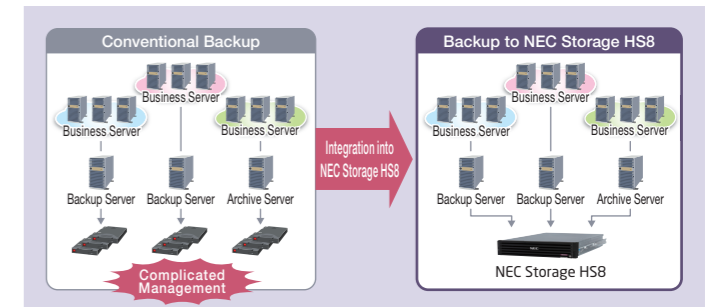 Conventional Backup
Business Server
Business Server
Business Server
Backup Server
Backup Server
Archive Server
Complicated
Management
Integration into
NEC Storage HS8
Backup to NEC Storage HS8
Business Server
Business Server
Business Server
Backup Server
Backup Server
Archive Server
NEC
NEC Storage HS8